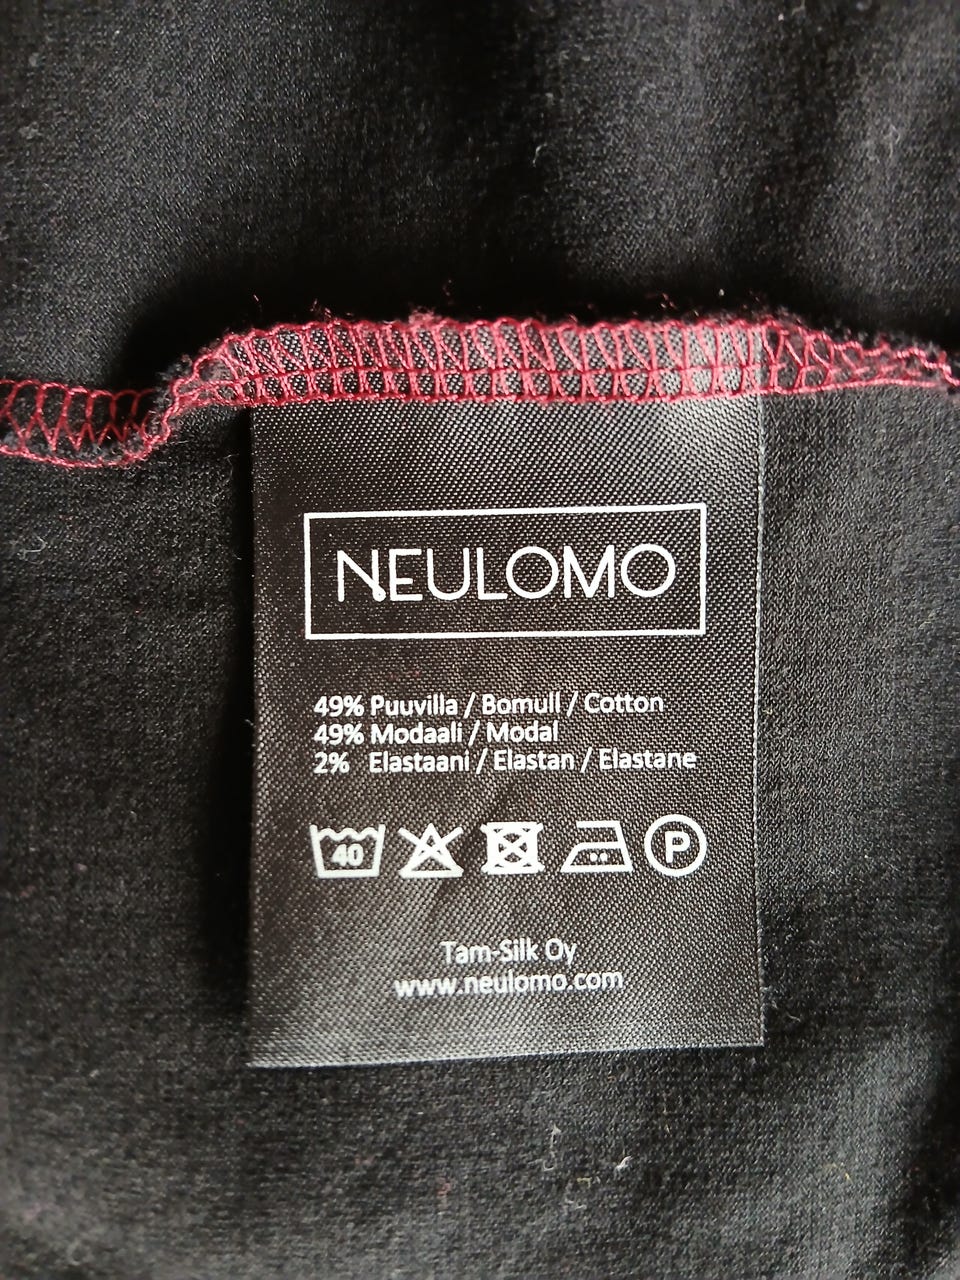 NEULOMO
49% Puuvilla / Bomull / Cotton
49% Modaali / Modal
2% Elastaani / Elastan / Elastane
40 P
Tam-Silk Oy
www.neulomo.com